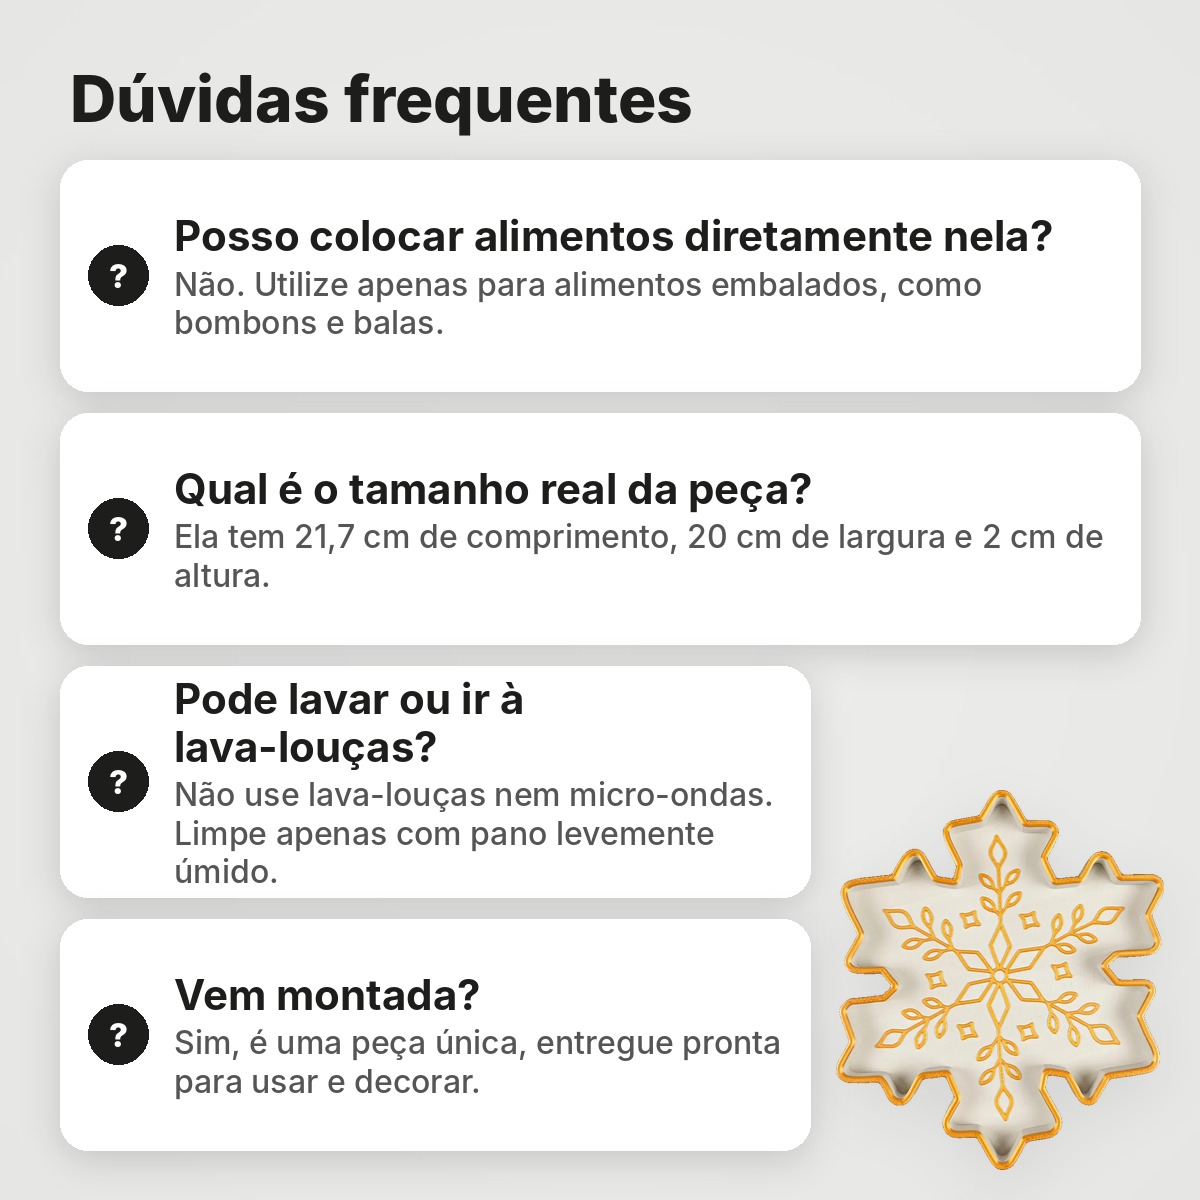 Dúvidas frequentes
?
Posso colocar alimentos diretamente nela?
Não. Utilize apenas para alimentos embalados, como
bombons e balas.
?
Qual é o tamanho real da peça?
Ela tem 21,7 cm de comprimento, 20 cm de largura e 2 cm de
altura.
?
Pode lavar ou ir à
lava-louças?
Não use lava-louças nem micro-ondas.
Limpe apenas com pano levemente
úmido.
?
Vem montada?
Sim, é uma peça única, entregue pronta
para usar e decorar.